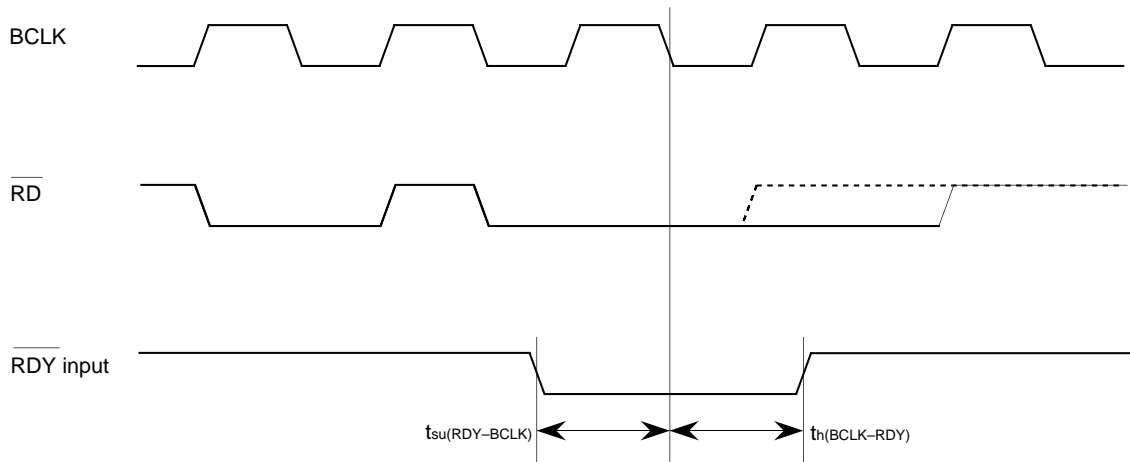 BCLK
RD
RDY input
tsu(RDY–BCLK)
th(BCLK–RDY)